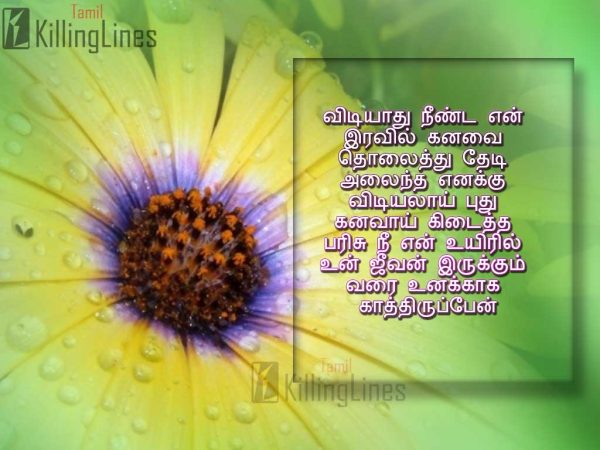 Tamil
KillingLines
விடியாது நீண்ட என்
இரவில் கனவை
தொலைத்து தேடி
அலைந்த எனக்கு
விடியலாய் புது
கனவாய் கிடைத்த
பரிசு நீ என் உயிரில்
உன் ஜீவன் இருக்கும்
வரை உனக்காக
காத்திருப்பேன்
Tamil
KillingLines